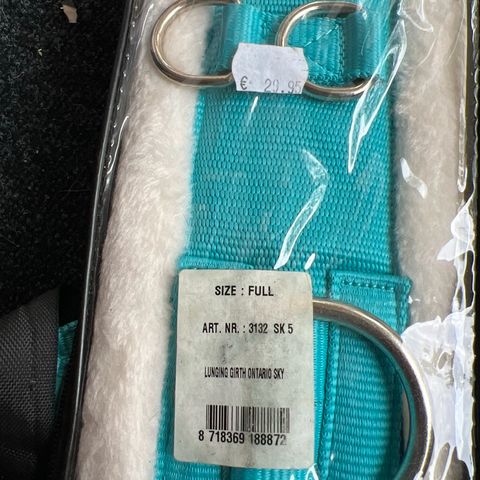 € 29.95
SIZE : FULL
ART. NR. : 3132 SK 5
LUNGING GIRTH ONTARIO SKY
8 718369 188872